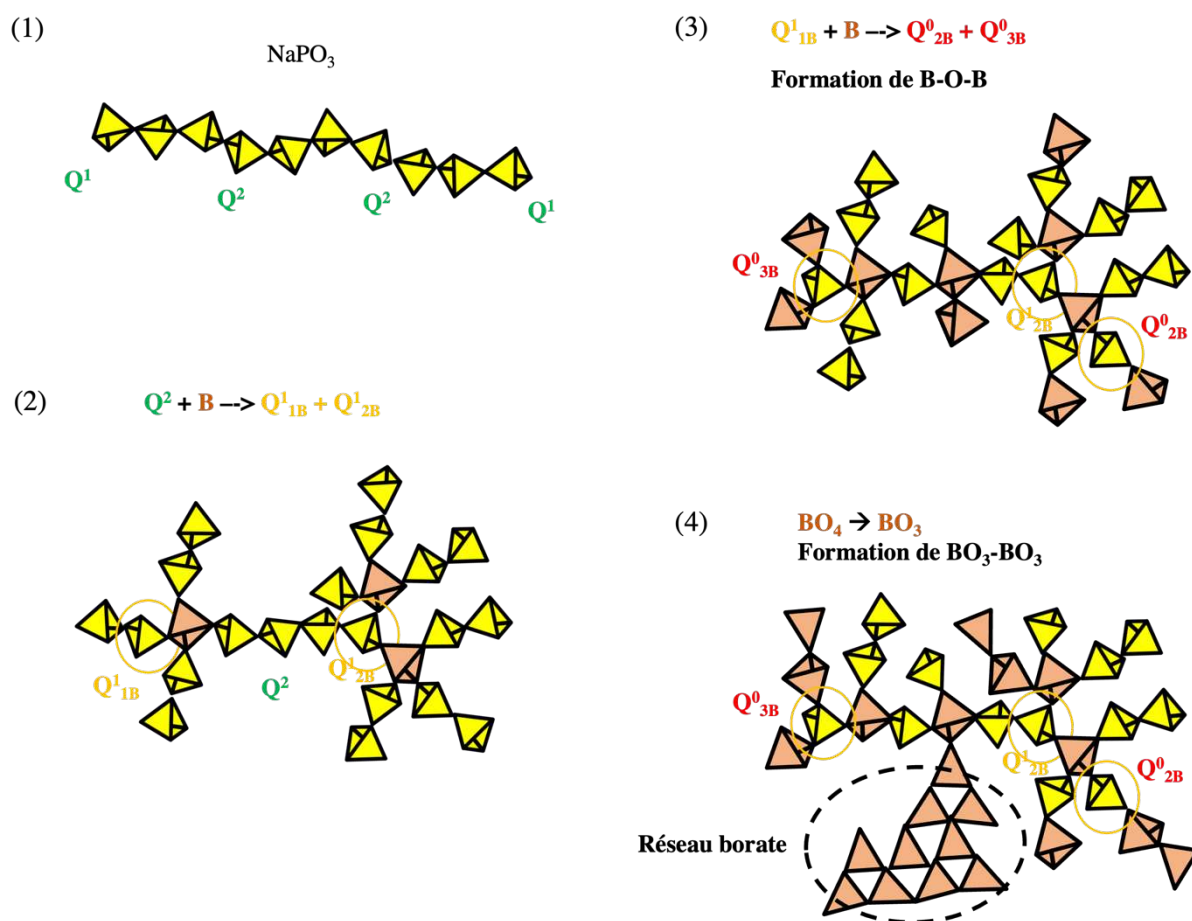 (1)
NaPO₃
Q¹
Q²
Q²
Q¹
(2)
Q² + B --> Q¹₁B + Q¹₂B
Q¹₁B
Q²
Q¹₂B
(3)
Q¹₁B + B --> Q⁰₂B + Q⁰₃B
Formation de B-O-B
Q⁰₃B
Q¹₂B
Q⁰₂B
(4)
BO₄ → BO₃
Formation de BO₃-BO₃
Q⁰₃B
Q¹₂B
Q⁰₂B
Réseau borate